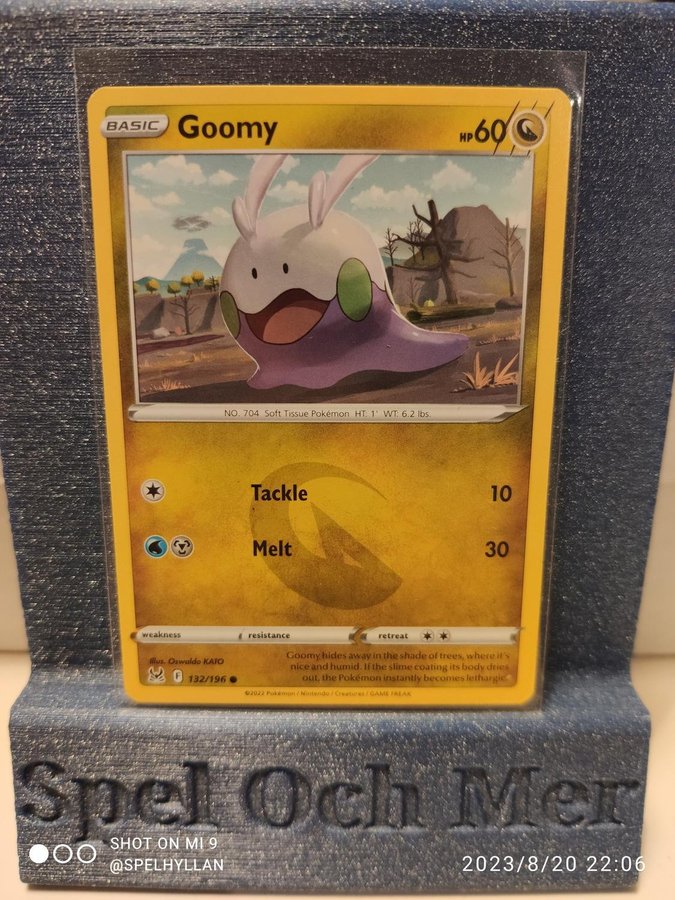 BASIC Goomy HP 60
NO. 704 Soft Tissue Pokémon HT: 1' WT: 6.2 lbs.
Tackle 10
Melt 30
weakness resistance retreat
Illus. Oswaldo KATO
Goomy hides away in the shade of trees, where it's
nice and humid. If the slime coating its body dries
out, the Pokémon instantly becomes lethargic.
F 132/196
©2022 Pokémon / Nintendo / Creatures / GAME FREAK
Spel Och Mer
SHOT ON MI 9
@SPELHYLLAN
2023/8/20 22:06